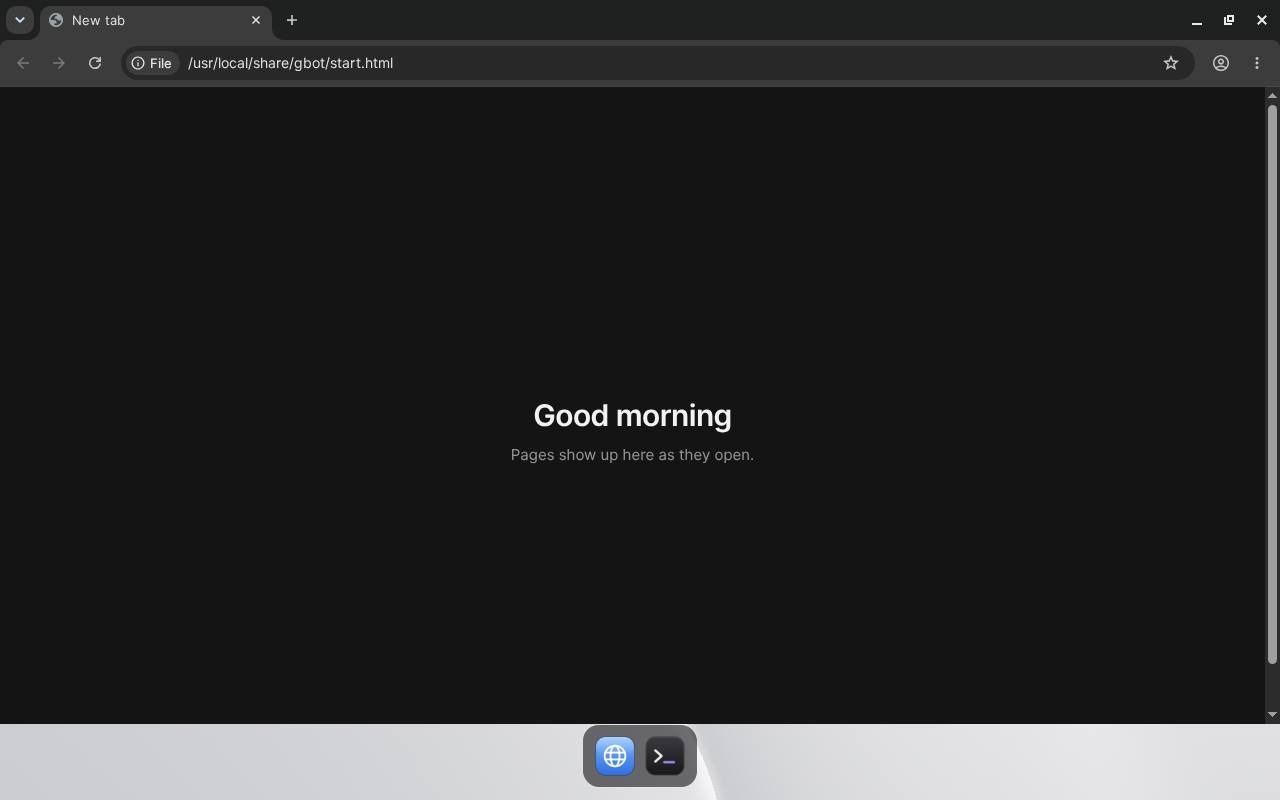 New tab
File
/usr/local/share/gbot/start.html
Good morning
Pages show up here as they open.